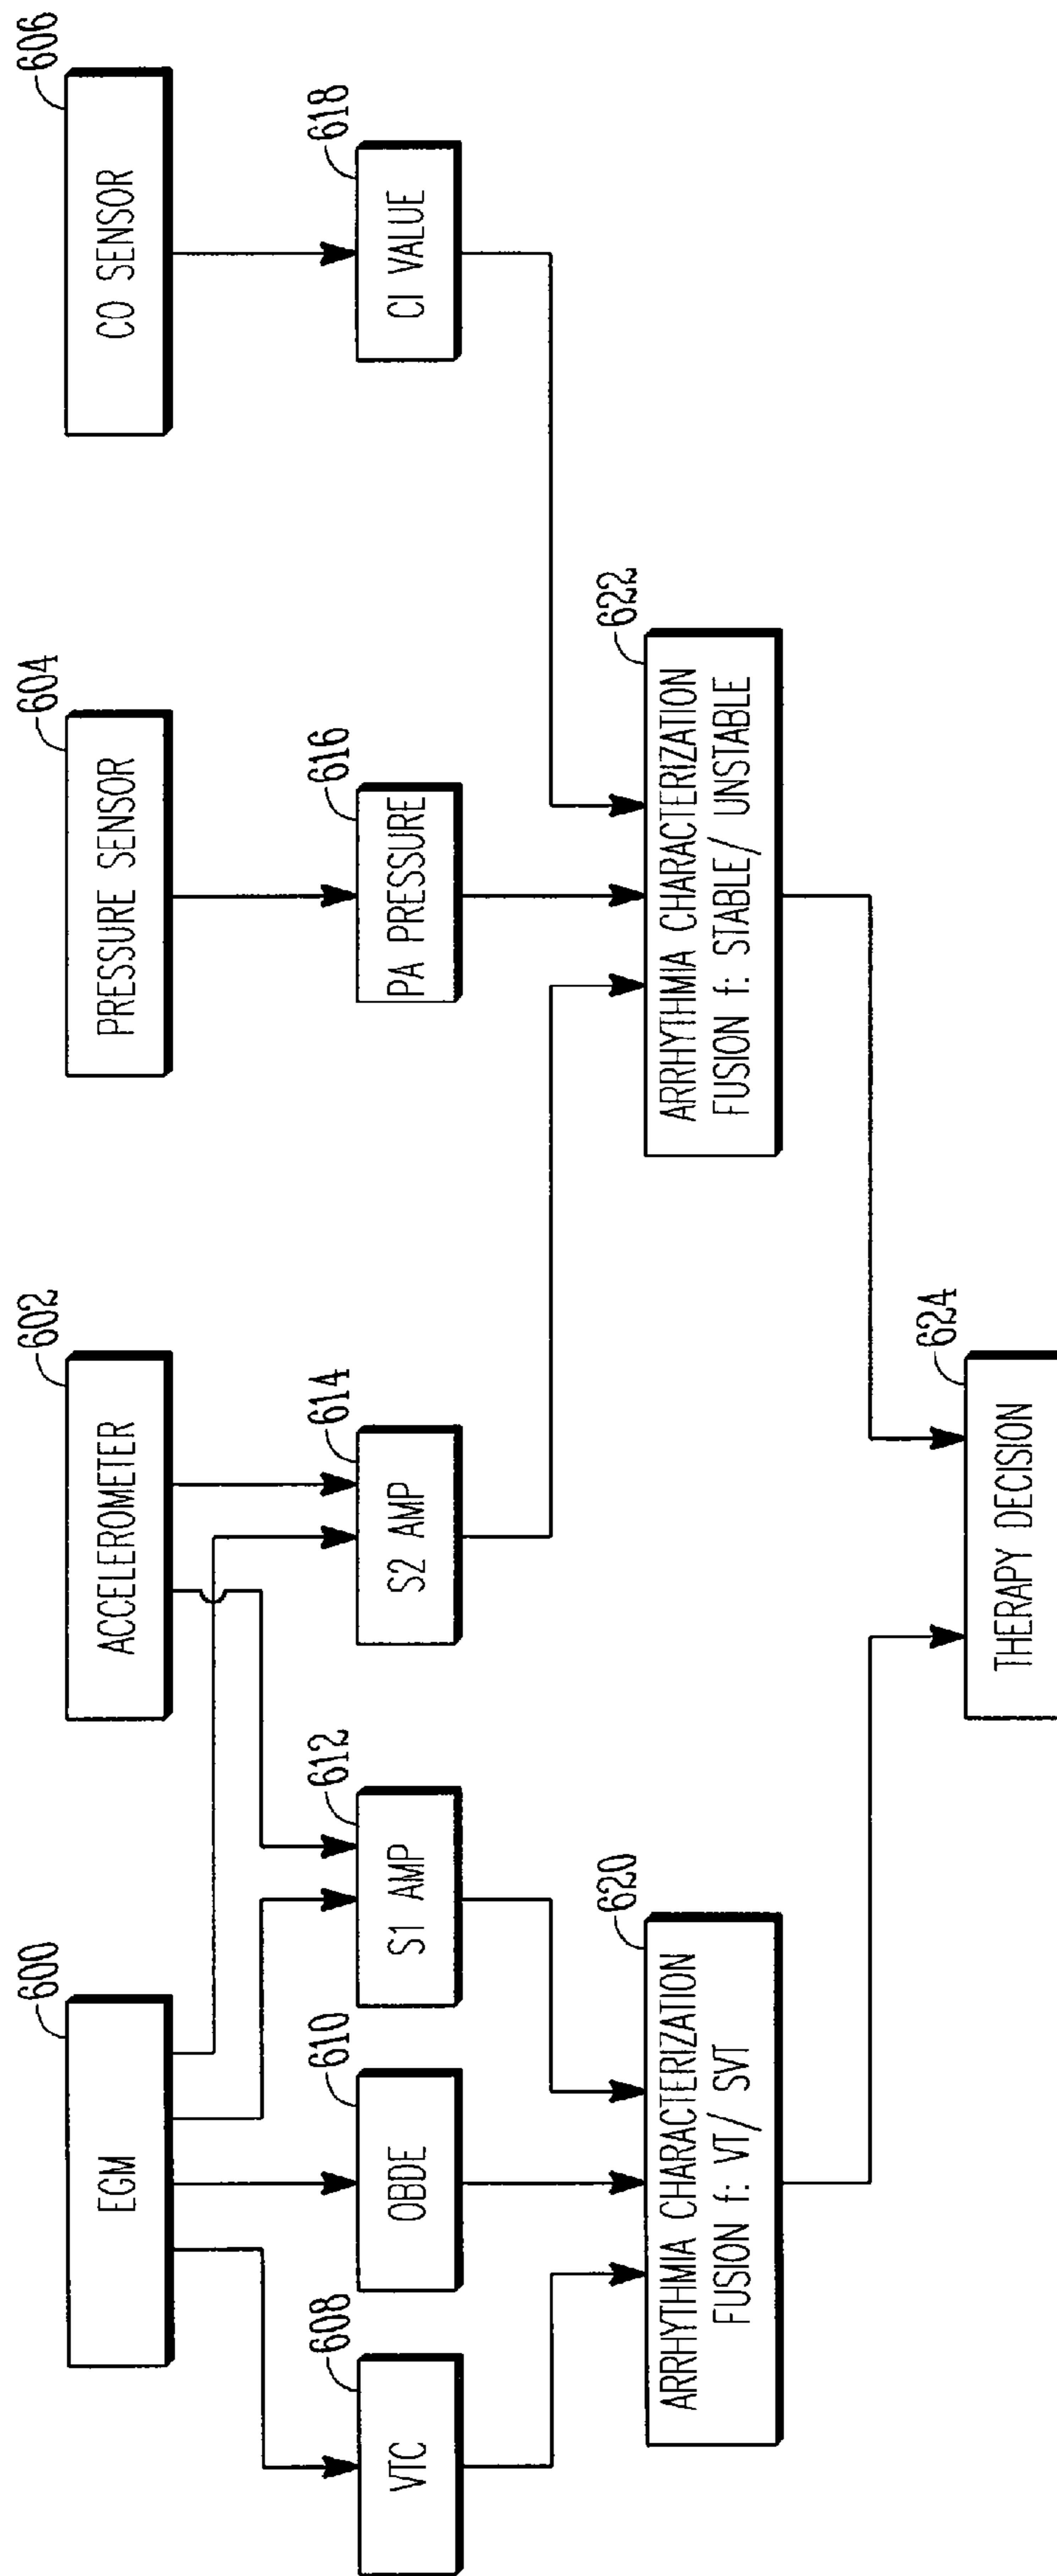 600
EGM
602
ACCELEROMETER
604
PRESSURE SENSOR
606
CO SENSOR
608
VTC
610
OBDE
612
S1 AMP
614
S2 AMP
616
PA PRESSURE
618
CI VALUE
620
ARRHYTHMIA CHARACTERIZATION
FUSION f: VT/ SVT
622
ARRHYTHMIA CHARACTERIZATION
FUSION f: STABLE/ UNSTABLE
624
THERAPY DECISION